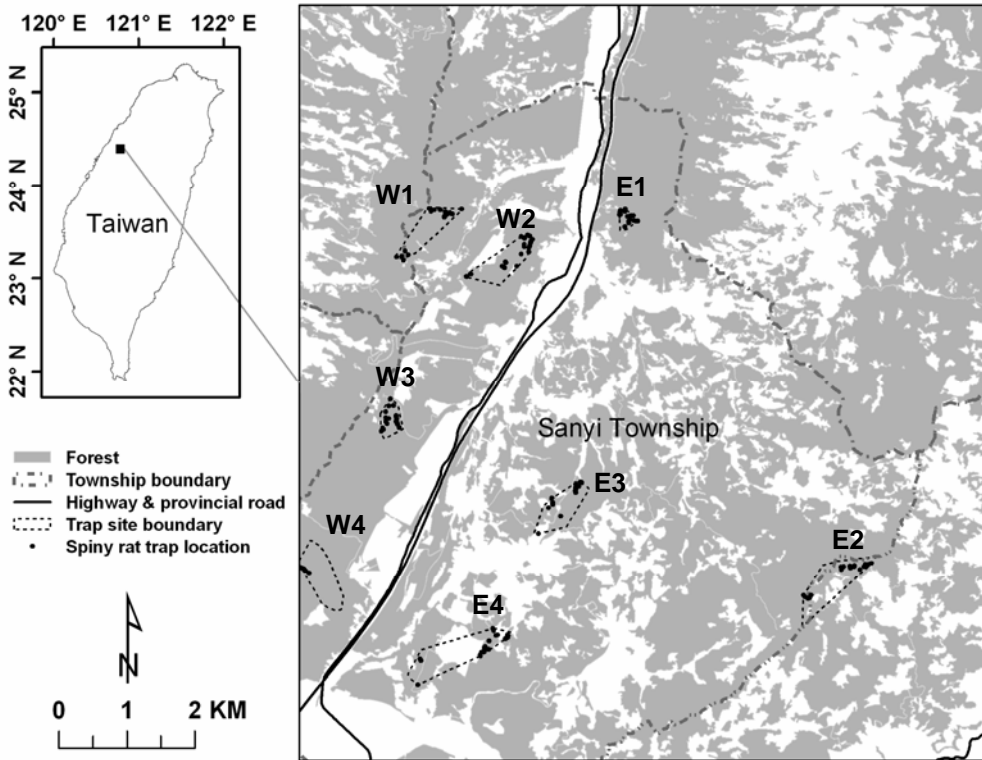 120° E 121° E 122° E
25° N
24° N
23° N
22° N
Taiwan
W1
W2
E1
W3
Sanyi Township
E3
W4
E2
E4
Forest
Township boundary
Highway & provincial road
Trap site boundary
Spiny rat trap location
N
0 1 2 KM